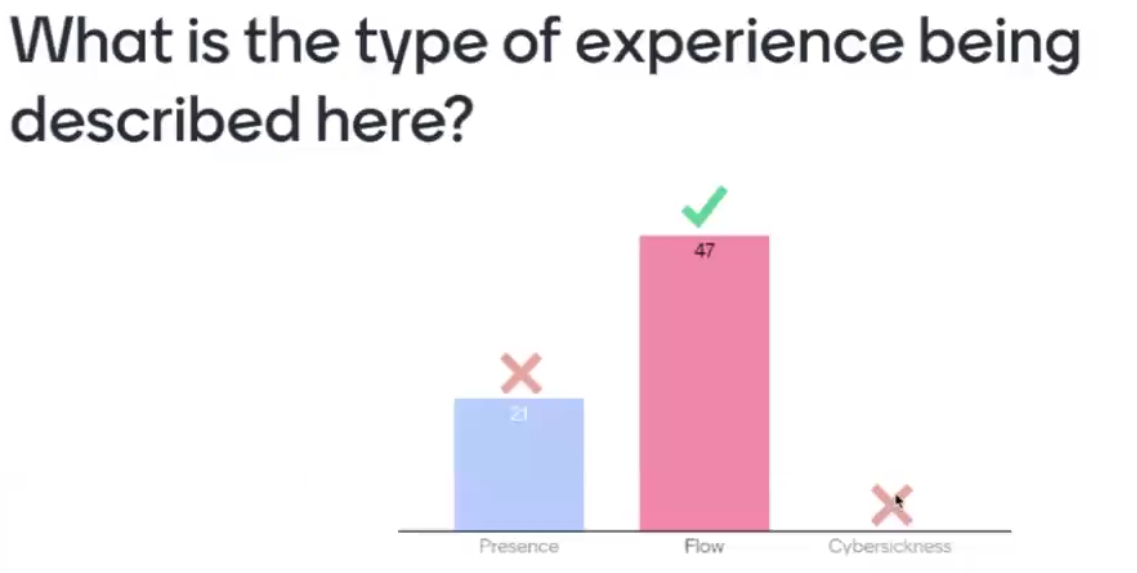 What is the type of experience being
described here?
47
21
Presence Flow Cybersickness